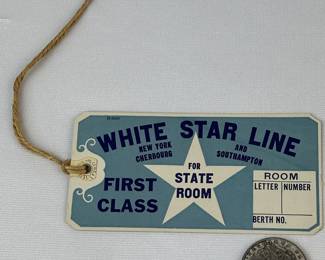 WHITE STAR LINE
NEW YORK AND
CHERBOURG SOUTHAMPTON
FOR
STATE
ROOM
FIRST
CLASS
ROOM
LETTER NUMBER
BERTH NO.